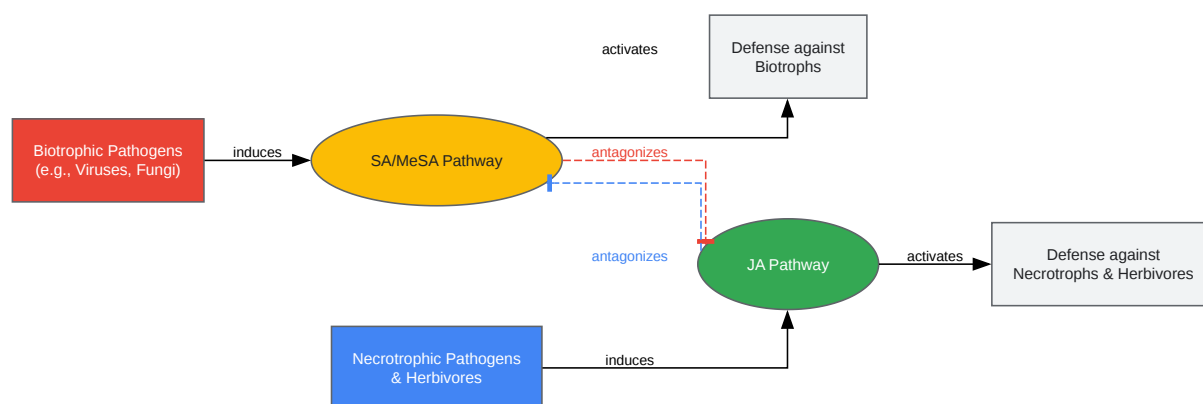 activates
Defense against
Biotrophs
Biotrophic Pathogens
(e.g., Viruses, Fungi)
induces
SA/MeSA Pathway
antagonizes
antagonizes
JA Pathway
activates
Defense against
Necrotrophs & Herbivores
Necrotrophic Pathogens
& Herbivores
induces